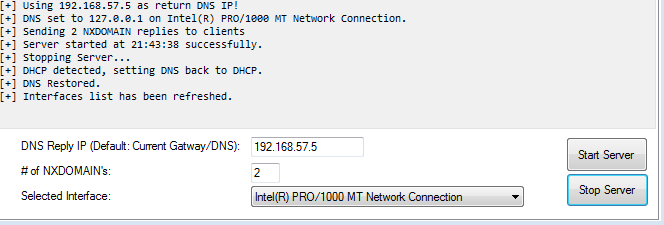 [+] Using 192.168.57.5 as return DNS IP!
[+] DNS set to 127.0.0.1 on Intel(R) PRO/1000 MT Network Connection.
[+] Sending 2 NXDOMAIN replies to clients
[+] Server started at 21:43:38 successfully.
[+] Stopping Server...
[+] DHCP detected, setting DNS back to DHCP.
[+] DNS Restored.
[+] Interfaces list has been refreshed.
DNS Reply IP (Default: Current Gatway/DNS): 192.168.57.5
Start Server
# of NXDOMAIN's: 2
Stop Server
Selected Interface: Intel(R) PRO/1000 MT Network Connection